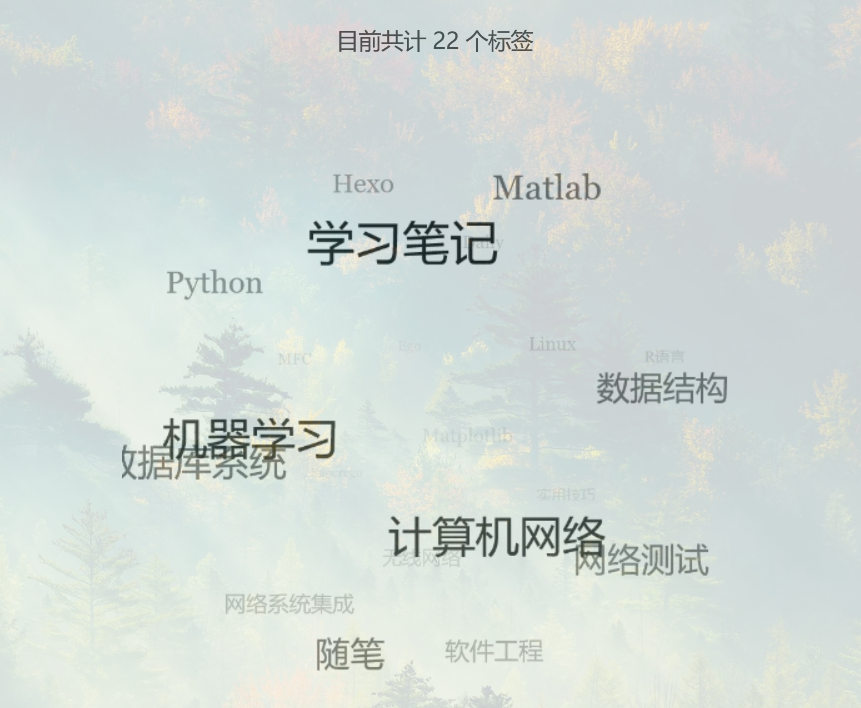 目前共计 22 个标签
Hexo
Matlab
学习笔记
Python
Linux
MFC
R语言
数据结构
机器学习
Matplotlib
数据库系统
实用技巧
计算机网络
无线网络
网络测试
网络系统集成
随笔
软件工程